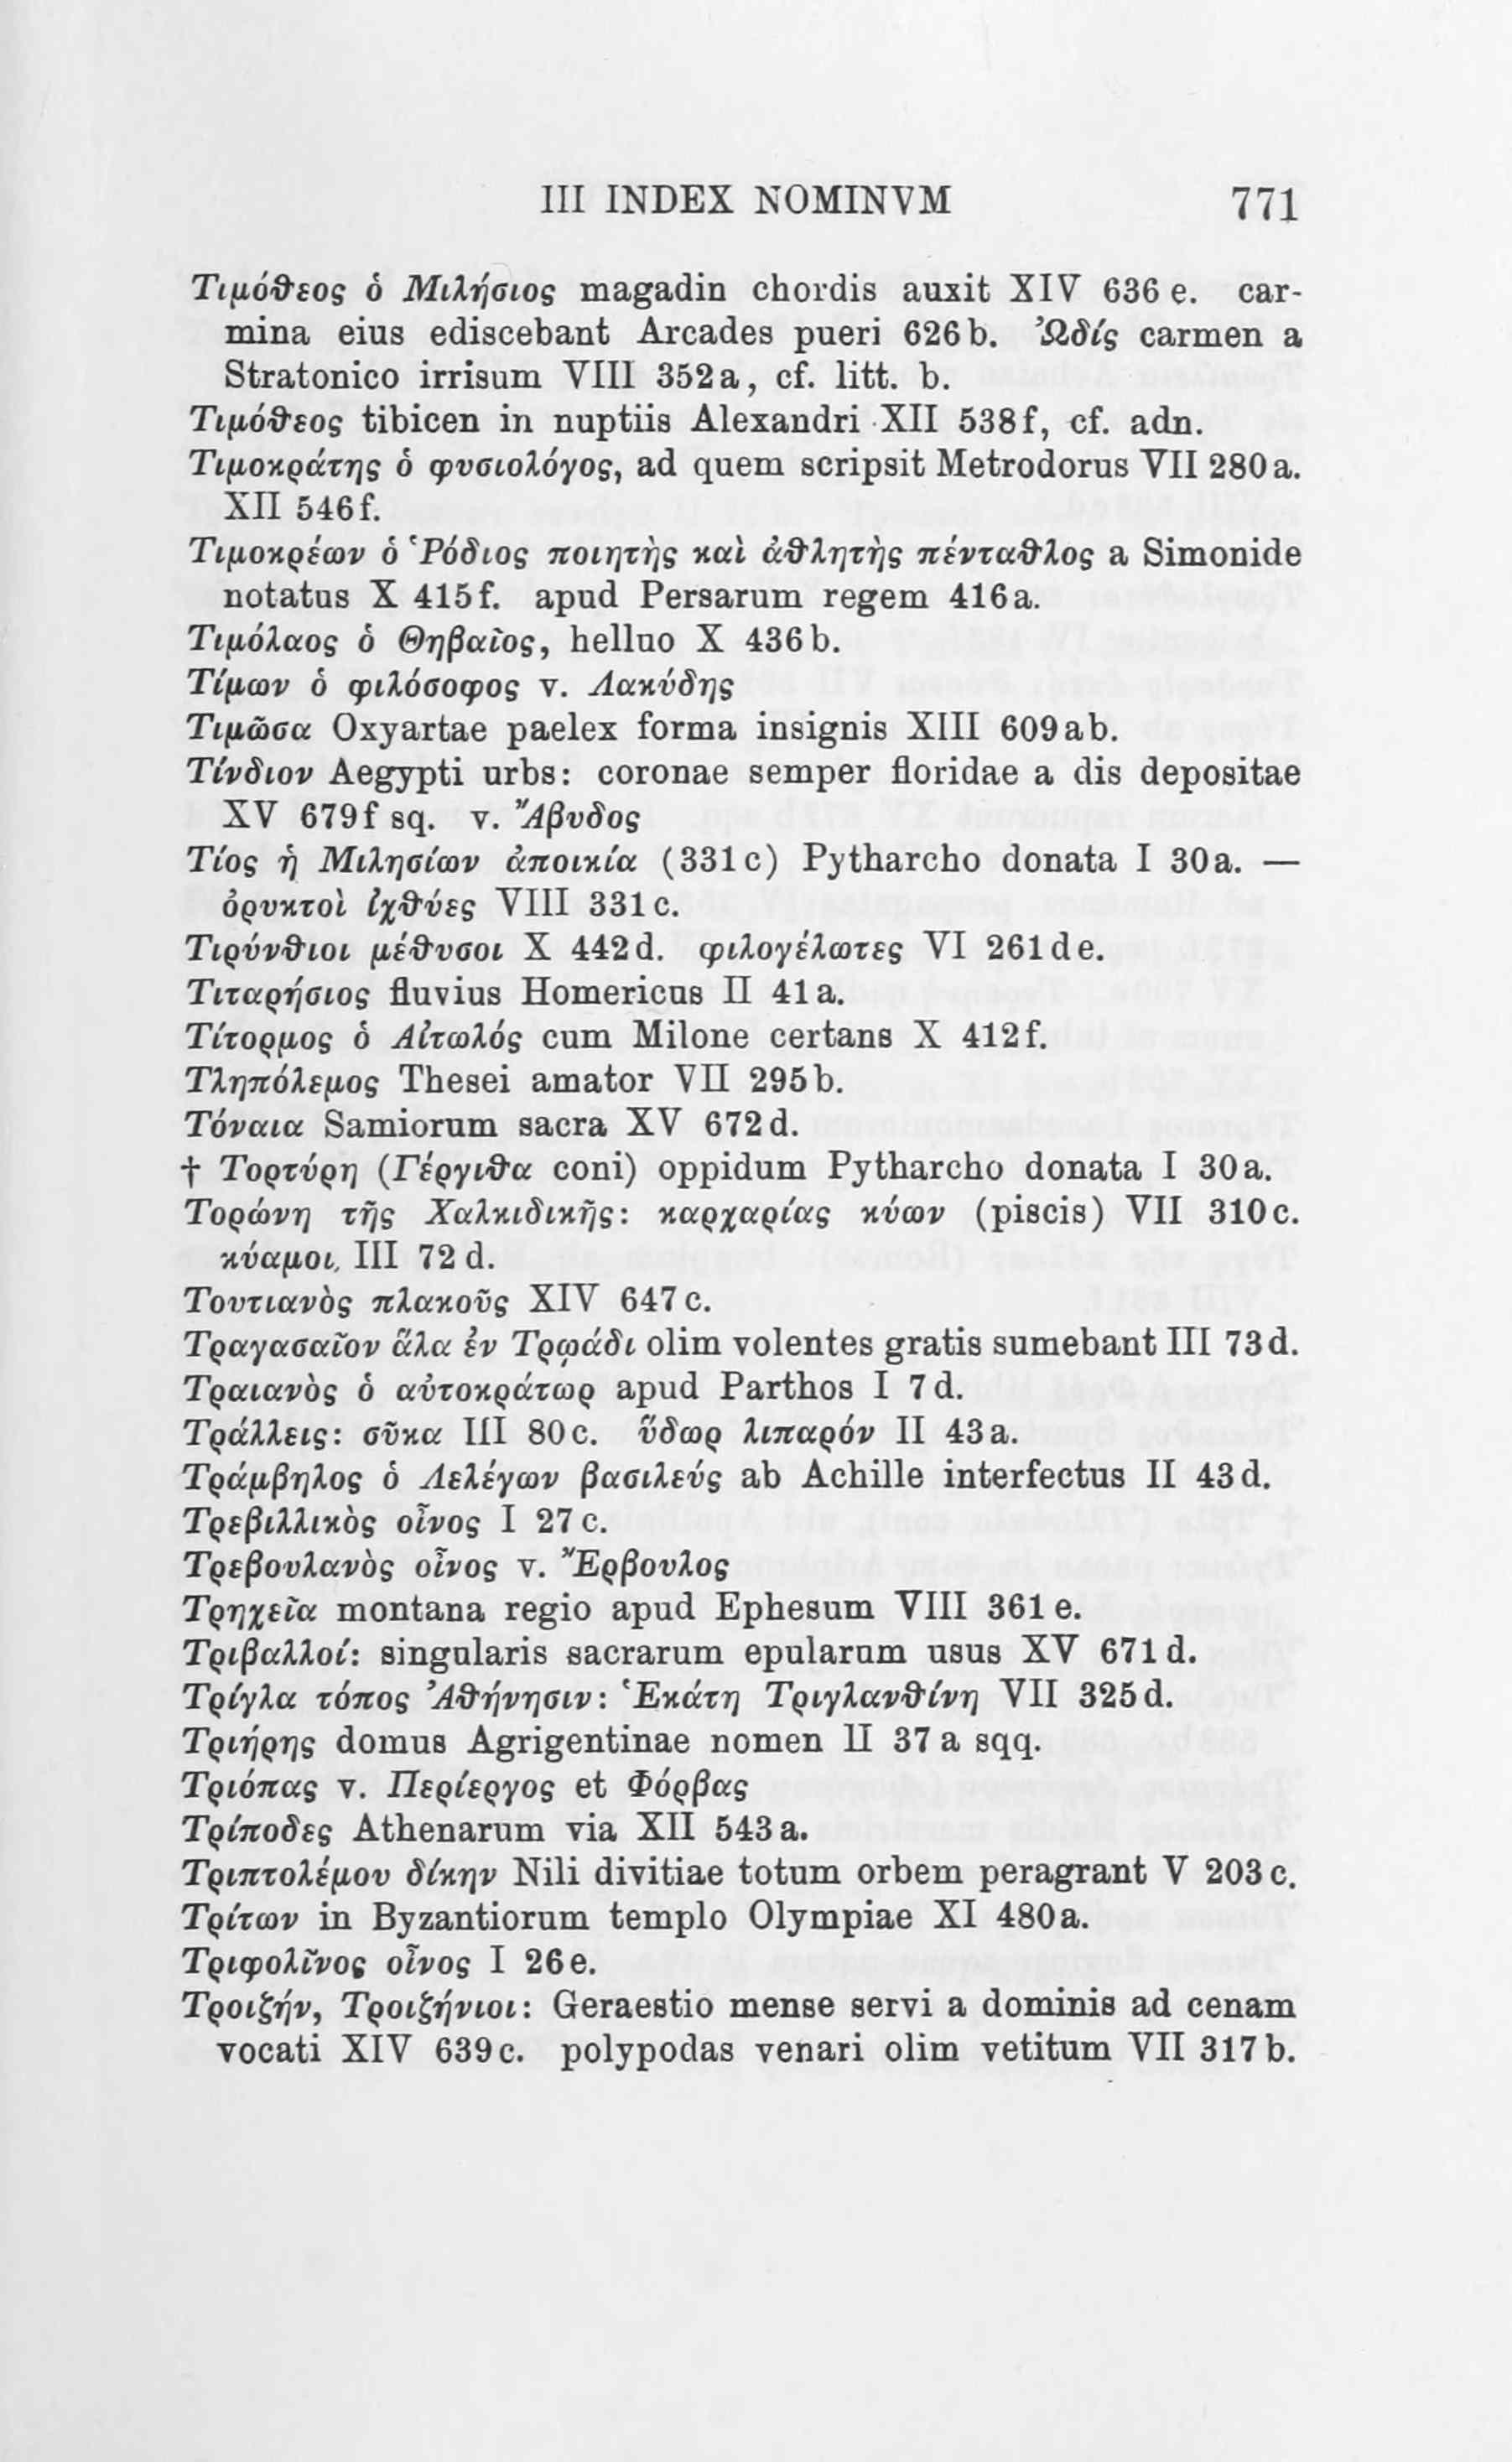 III INDEX NOMINVM 771
Τιμόθεος ὁ Μιλήσιος magadin chordis auxit XIV 636 e. car-
mina eius ediscebant Arcades pueri 626 b. Ὠδίς carmen a
Stratonico irrisum VIII 352 a, cf. litt. b.
Τιμόθεος tibicen in nuptiis Alexandri XII 538 f, cf. adn.
Τιμοκράτης ὁ φυσιολόγος, ad quem scripsit Metrodorus VII 280 a.
XII 546 f.
Τιμοκρέων ὁ Ῥόδιος ποιητὴς καὶ ἀθλητὴς πένταθλος a Simonide
notatus X 415 f. apud Persarum regem 416 a.
Τιμόλαος ὁ Θηβαῖος, helluo X 436 b.
Τίμων ὁ φιλόσοφος v. Λακύδης
Τιμῶσα Oxyartae paelex forma insignis XIII 609 a b.
Τίνδιον Aegypti urbs: coronae semper floridae a dis depositae
XV 679 f sq. v. Ἄβυδος
Τίος ἡ Μιλησίων ἀποικία (331 c) Pytharcho donata I 30 a. —
ὀρυκτοὶ ἰχθύες VIII 331 c.
Τιρύνθιοι μέθυσοι X 442 d. φιλογέλωτες VI 261 d e.
Τιταρήσιος fluvius Homericus II 41 a.
Τίτορμος ὁ Αἰτωλός cum Milone certans X 412 f.
Τληπόλεμος Thesei amator VII 295 b.
Τόναια Samiorum sacra XV 672 d.
† Τορτύρη (Γέργιθα coni) oppidum Pytharcho donata I 30 a.
Τορώνη τῆς Χαλκιδικῆς: καρχαρίας κύων (piscis) VII 310 c.
κύαμοι, III 72 d.
Τουτιανὸς πλακοῦς XIV 647 c.
Τραγασαῖον ἅλα ἐν Τρῳάδι olim volentes gratis sumebant III 73 d.
Τραιανὸς ὁ αὐτοκράτωρ apud Parthos I 7 d.
Τράλλεις: σῦκα III 80 c. ὕδωρ λιπαρόν II 43 a.
Τράμβηλος ὁ Λελέγων βασιλεύς ab Achille interfectus II 43 d.
Τρεβιλλικὸς οἶνος I 27 c.
Τρεβουλανὸς οἶνος v. Ἔρβουλος
Τρηχεῖα montana regio apud Ephesum VIII 361 e.
Τριβαλλοί: singularis sacrarum epularum usus XV 671 d.
Τρίγλα τόπος Ἀθήνησιν: Ἑκάτη Τριγλανθίνη VII 325 d.
Τριήρης domus Agrigentinae nomen II 37 a sqq.
Τριόπας v. Περίεργος et Φόρβας
Τρίποδες Athenarum via XII 543 a.
Τριπτολέμου δίκην Nili divitiae totum orbem peragrant V 203 c.
Τρίτων in Byzantiorum templo Olympiae XI 480 a.
Τριφολῖνος οἶνος I 26 e.
Τροιζήν, Τροιζήνιοι: Geraestio mense servi a dominis ad cenam
vocati XIV 639 c. polypodas venari olim vetitum VII 317 b.